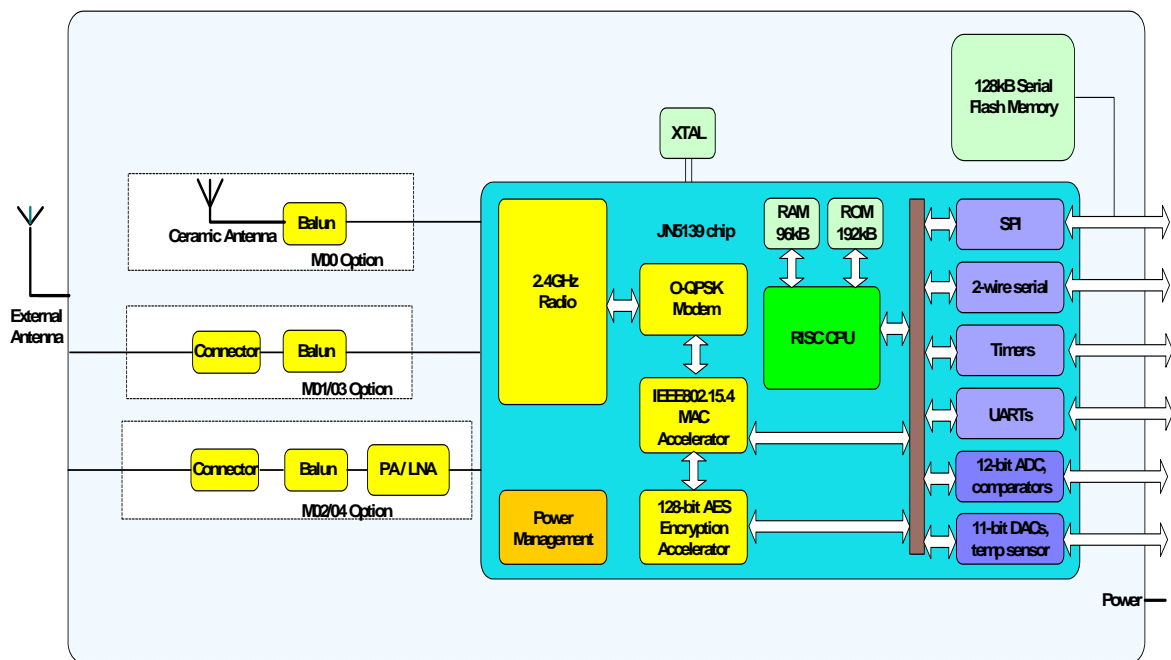 128kB Serial
Flash Memory
XTAL
Ceramic Antenna
Balun
M00 Option
External
Antenna
Connector
Balun
M01/03 Option
Connector
Balun
PA / LNA
M02/04 Option
JN5139 chip
2.4GHz
Radio
O-QPSK
Modem
IEEE802.15.4
MAC
Accelerator
128-bit AES
Encryption
Accelerator
Power
Management
RAM
96kB
ROM
192kB
RISC CPU
SPI
2-wire serial
Timers
UARTs
12-bit ADC,
comparators
11-bit DACs,
temp sensor
Power